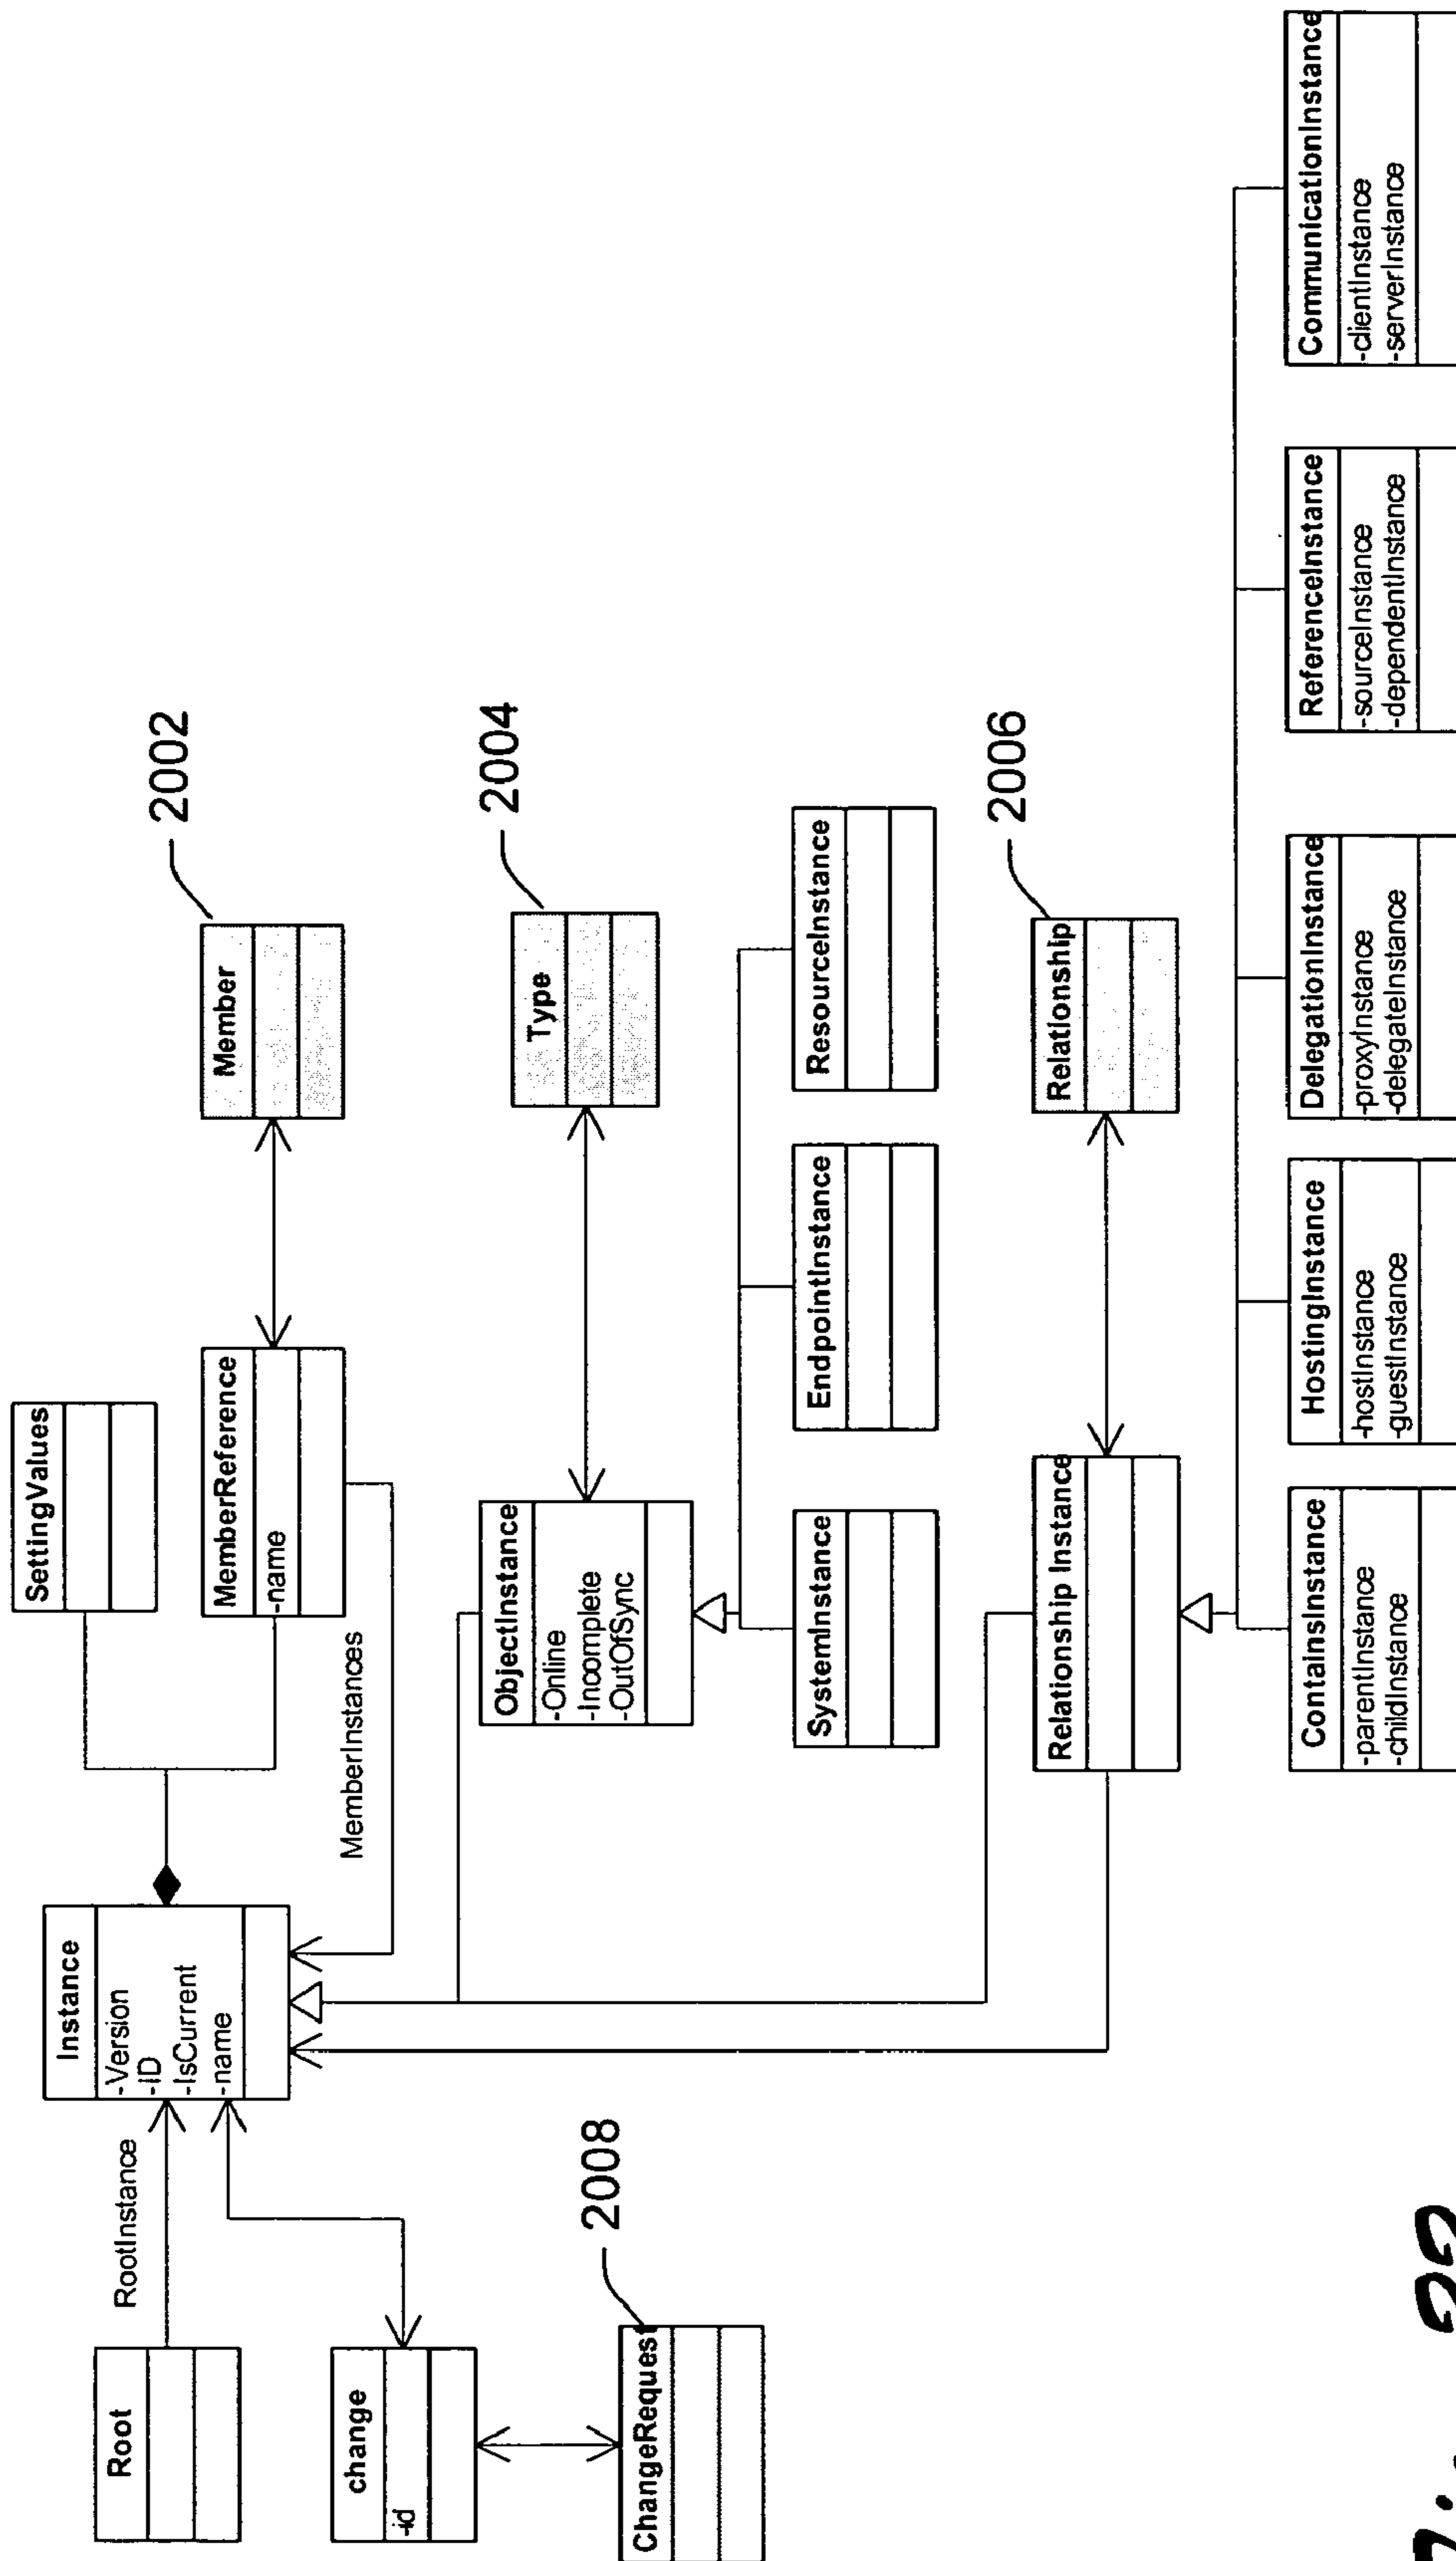 SettingValues
Instance
-Version
-ID
-IsCurrent
-name
Root
RootInstance
MemberReference
-name
Member
2002
MemberInstances
change
-id
ObjectInstance
-Online
-Incomplete
-OutOfSync
Type
2004
ChangeRequest
2008
SystemInstance
EndpointInstance
ResourceInstance
Relationship Instance
Relationship
2006
ContainsInstance
-parentInstance
-childInstance
HostingInstance
-hostInstance
-guestInstance
DelegationInstance
-proxyInstance
-delegateInstance
ReferenceInstance
-sourceInstance
-dependentInstance
CommunicationInstance
-clientInstance
-serverInstance